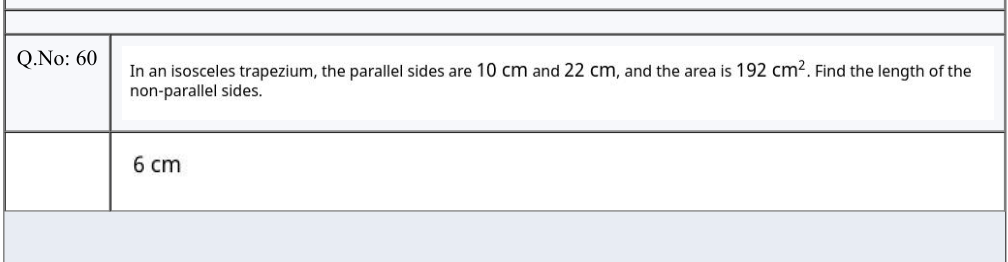 Q.No: 60
In an isosceles trapezium, the parallel sides are 10 cm and 22 cm, and the area is 192 cm². Find the length of the
non-parallel sides.
6 cm